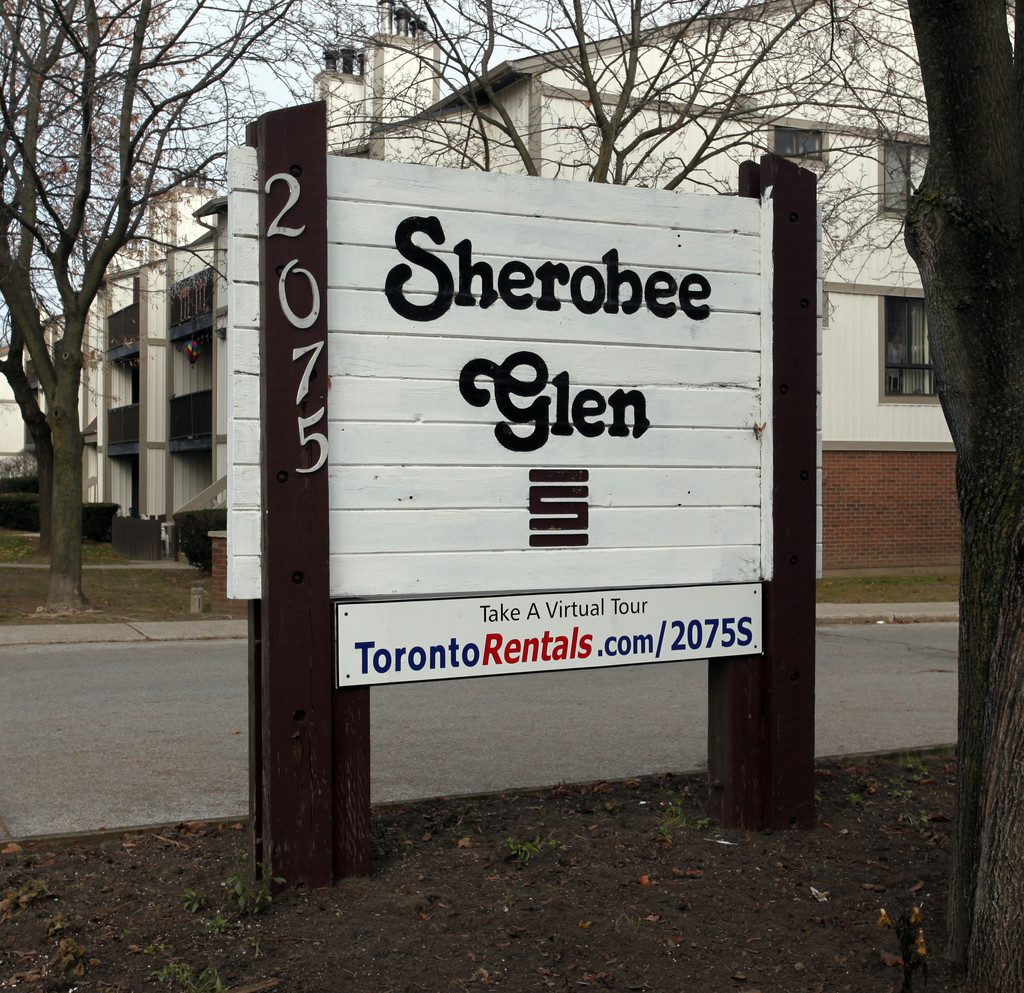 2075
Sherobee
Glen
S
Take A Virtual Tour
TorontoRentals.com/2075S